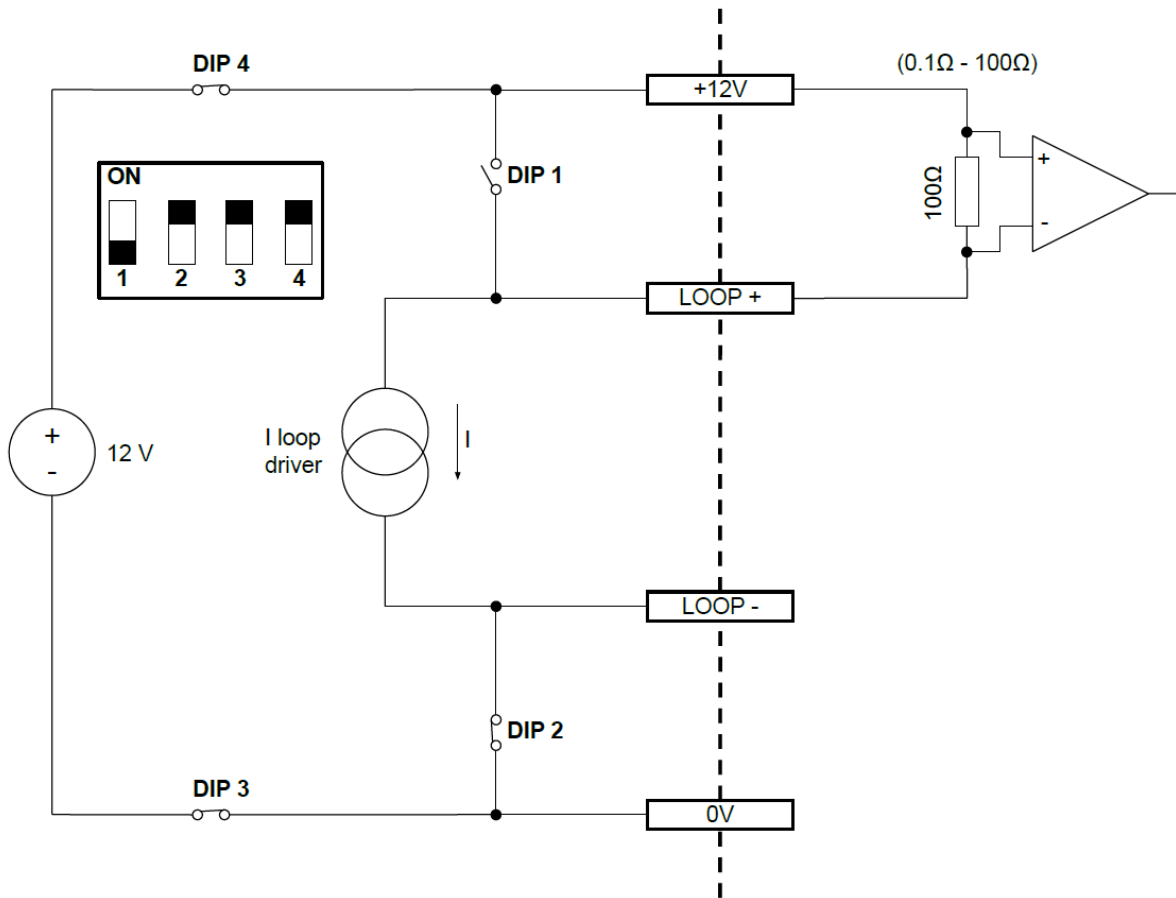 DIP 4
(0.1Ω - 100Ω)
+12V
ON
1 2 3 4
DIP 1
100Ω
+
-
LOOP +
+
-
12 V
I loop
driver
I
LOOP -
DIP 2
DIP 3
0V